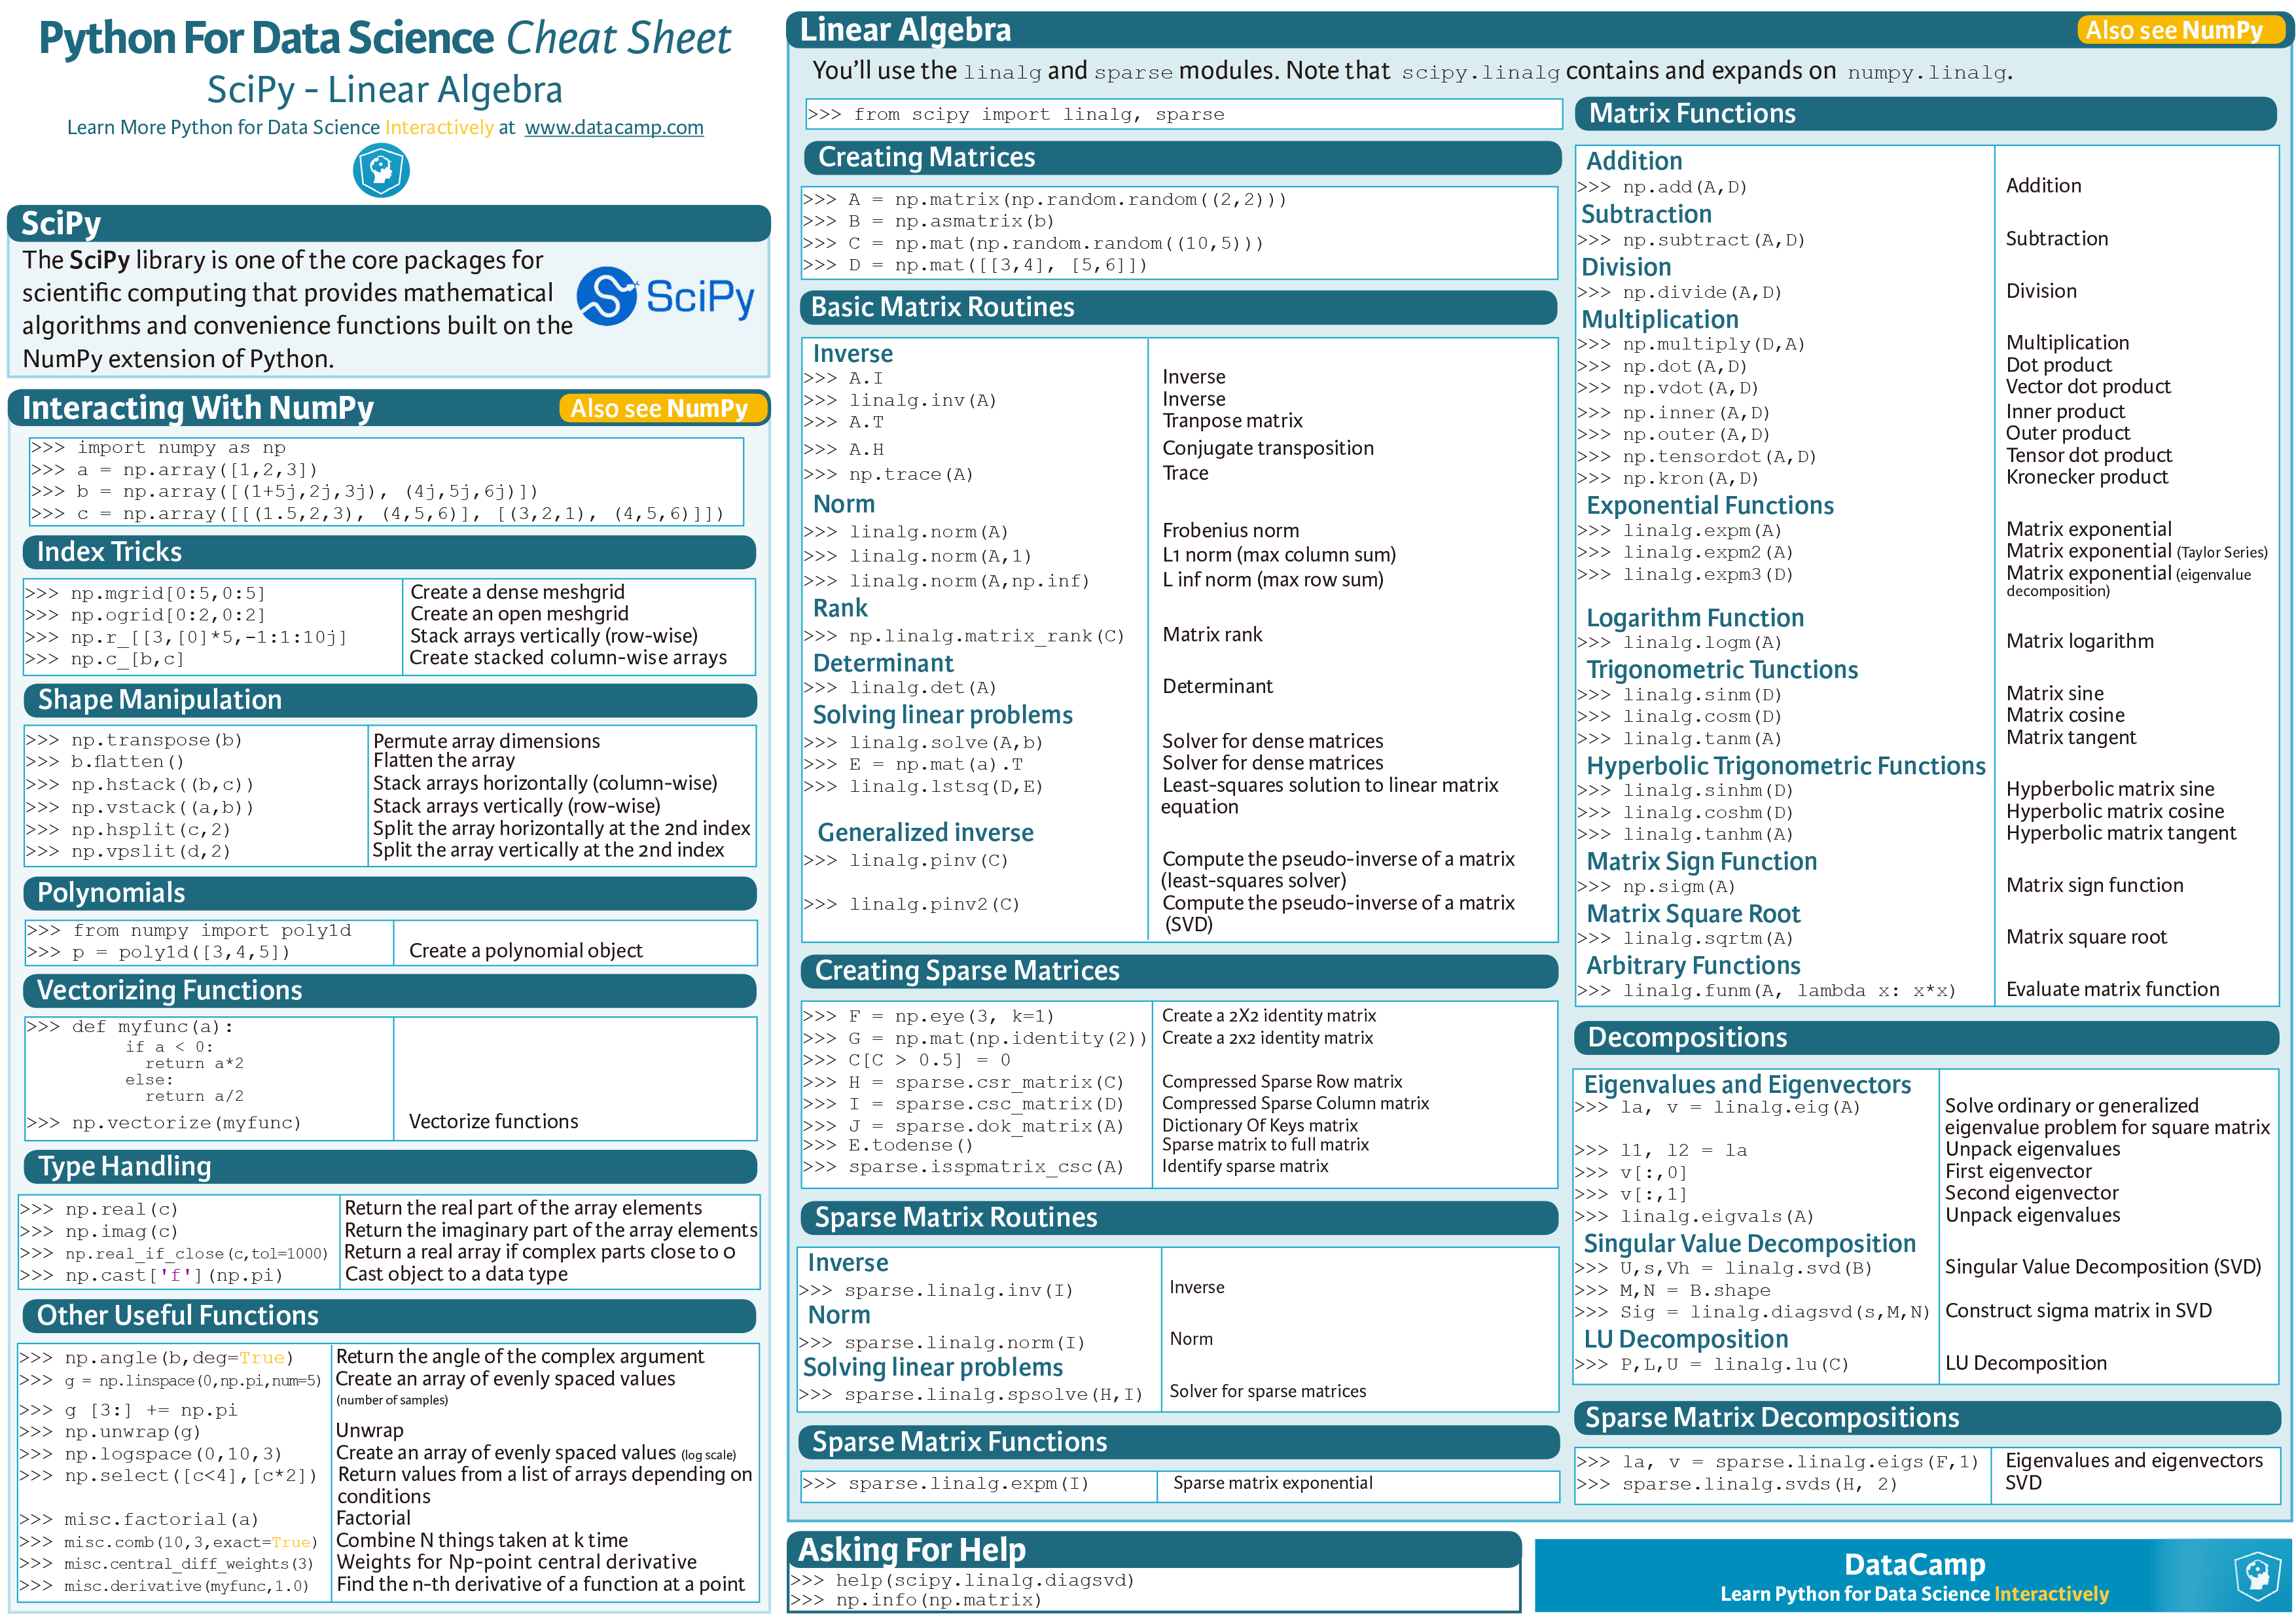 Python For Data Science Cheat Sheet
SciPy - Linear Algebra
Learn More Python for Data Science Interactively at www.datacamp.com
SciPy
The SciPy library is one of the core packages for
scientific computing that provides mathematical
algorithms and convenience functions built on the
NumPy extension of Python.
SciPy
Interacting With NumPy
Also see NumPy
>>> import numpy as np
>>> a = np.array([1,2,3])
>>> b = np.array([(1+5j,2j,3j), (4j,5j,6j)])
>>> c = np.array([[(1.5,2,3), (4,5,6)], [(3,2,1), (4,5,6)]])
Index Tricks
>>> np.mgrid[0:5,0:5] Create a dense meshgrid
>>> np.ogrid[0:2,0:2] Create an open meshgrid
>>> np.r_[[3,[0]*5,-1:1:10j] Stack arrays vertically (row-wise)
>>> np.c_[b,c] Create stacked column-wise arrays
Shape Manipulation
>>> np.transpose(b) Permute array dimensions
>>> b.flatten() Flatten the array
>>> np.hstack((b,c)) Stack arrays horizontally (column-wise)
>>> np.vstack((a,b)) Stack arrays vertically (row-wise)
>>> np.hsplit(c,2) Split the array horizontally at the 2nd index
>>> np.vpslit(d,2) Split the array vertically at the 2nd index
Polynomials
>>> from numpy import poly1d
>>> p = poly1d([3,4,5]) Create a polynomial object
Vectorizing Functions
>>> def myfunc(a):
if a < 0:
return a*2
else:
return a/2
>>> np.vectorize(myfunc) Vectorize functions
Type Handling
>>> np.real(c) Return the real part of the array elements
>>> np.imag(c) Return the imaginary part of the array elements
>>> np.real_if_close(c,tol=1000) Return a real array if complex parts close to 0
>>> np.cast['f'](np.pi) Cast object to a data type
Other Useful Functions
>>> np.angle(b,deg=True) Return the angle of the complex argument
>>> g = np.linspace(0,np.pi,num=5) Create an array of evenly spaced values
(number of samples)
>>> g [3:] += np.pi
>>> np.unwrap(g) Unwrap
>>> np.logspace(0,10,3) Create an array of evenly spaced values (log scale)
>>> np.select([c<4],[c*2]) Return values from a list of arrays depending on
conditions
>>> misc.factorial(a) Factorial
>>> misc.comb(10,3,exact=True) Combine N things taken at k time
>>> misc.central_diff_weights(3) Weights for Np-point central derivative
>>> misc.derivative(myfunc,1.0) Find the n-th derivative of a function at a point
Linear Algebra
Also see NumPy
You'll use the linalg and sparse modules. Note that scipy.linalg contains and expands on numpy.linalg.
>>> from scipy import linalg, sparse
Creating Matrices
>>> A = np.matrix(np.random.random((2,2)))
>>> B = np.asmatrix(b)
>>> C = np.mat(np.random.random((10,5)))
>>> D = np.mat([[3,4], [5,6]])
Basic Matrix Routines
Inverse
>>> A.I Inverse
>>> linalg.inv(A) Inverse
>>> A.T Tranpose matrix
>>> A.H Conjugate transposition
>>> np.trace(A) Trace
Norm
>>> linalg.norm(A) Frobenius norm
>>> linalg.norm(A,1) L1 norm (max column sum)
>>> linalg.norm(A,np.inf) L inf norm (max row sum)
Rank
>>> np.linalg.matrix_rank(C) Matrix rank
Determinant
>>> linalg.det(A) Determinant
Solving linear problems
>>> linalg.solve(A,b) Solver for dense matrices
>>> E = np.mat(a).T Solver for dense matrices
>>> linalg.lstsq(D,E) Least-squares solution to linear matrix
equation
Generalized inverse
>>> linalg.pinv(C) Compute the pseudo-inverse of a matrix
(least-squares solver)
>>> linalg.pinv2(C) Compute the pseudo-inverse of a matrix
(SVD)
Creating Sparse Matrices
>>> F = np.eye(3, k=1) Create a 2X2 identity matrix
>>> G = np.mat(np.identity(2)) Create a 2x2 identity matrix
>>> C[C > 0.5] = 0
>>> H = sparse.csr_matrix(C) Compressed Sparse Row matrix
>>> I = sparse.csc_matrix(D) Compressed Sparse Column matrix
>>> J = sparse.dok_matrix(A) Dictionary Of Keys matrix
>>> E.todense() Sparse matrix to full matrix
>>> sparse.isspmatrix_csc(A) Identify sparse matrix
Sparse Matrix Routines
Inverse
>>> sparse.linalg.inv(I) Inverse
Norm
>>> sparse.linalg.norm(I) Norm
Solving linear problems
>>> sparse.linalg.spsolve(H,I) Solver for sparse matrices
Sparse Matrix Functions
>>> sparse.linalg.expm(I) Sparse matrix exponential
Matrix Functions
Addition
>>> np.add(A,D) Addition
Subtraction
>>> np.subtract(A,D) Subtraction
Division
>>> np.divide(A,D) Division
Multiplication
>>> np.multiply(D,A) Multiplication
>>> np.dot(A,D) Dot product
>>> np.vdot(A,D) Vector dot product
>>> np.inner(A,D) Inner product
>>> np.outer(A,D) Outer product
>>> np.tensordot(A,D) Tensor dot product
>>> np.kron(A,D) Kronecker product
Exponential Functions
>>> linalg.expm(A) Matrix exponential
>>> linalg.expm2(A) Matrix exponential (Taylor Series)
>>> linalg.expm3(D) Matrix exponential (eigenvalue
decomposition)
Logarithm Function
>>> linalg.logm(A) Matrix logarithm
Trigonometric Tunctions
>>> linalg.sinm(D) Matrix sine
>>> linalg.cosm(D) Matrix cosine
>>> linalg.tanm(A) Matrix tangent
Hyperbolic Trigonometric Functions
>>> linalg.sinhm(D) Hypberbolic matrix sine
>>> linalg.coshm(D) Hyperbolic matrix cosine
>>> linalg.tanhm(A) Hyperbolic matrix tangent
Matrix Sign Function
>>> np.sigm(A) Matrix sign function
Matrix Square Root
>>> linalg.sqrtm(A) Matrix square root
Arbitrary Functions
>>> linalg.funm(A, lambda x: x*x) Evaluate matrix function
Decompositions
Eigenvalues and Eigenvectors
>>> la, v = linalg.eig(A) Solve ordinary or generalized
eigenvalue problem for square matrix
>>> l1, l2 = la Unpack eigenvalues
>>> v[:,0] First eigenvector
>>> v[:,1] Second eigenvector
>>> linalg.eigvals(A) Unpack eigenvalues
Singular Value Decomposition
>>> U,s,Vh = linalg.svd(B) Singular Value Decomposition (SVD)
>>> M,N = B.shape
>>> Sig = linalg.diagsvd(s,M,N) Construct sigma matrix in SVD
LU Decomposition
>>> P,L,U = linalg.lu(C) LU Decomposition
Sparse Matrix Decompositions
>>> la, v = sparse.linalg.eigs(F,1) Eigenvalues and eigenvectors
>>> sparse.linalg.svds(H, 2) SVD
Asking For Help
>>> help(scipy.linalg.diagsvd)
>>> np.info(np.matrix)
DataCamp
Learn Python for Data Science Interactively